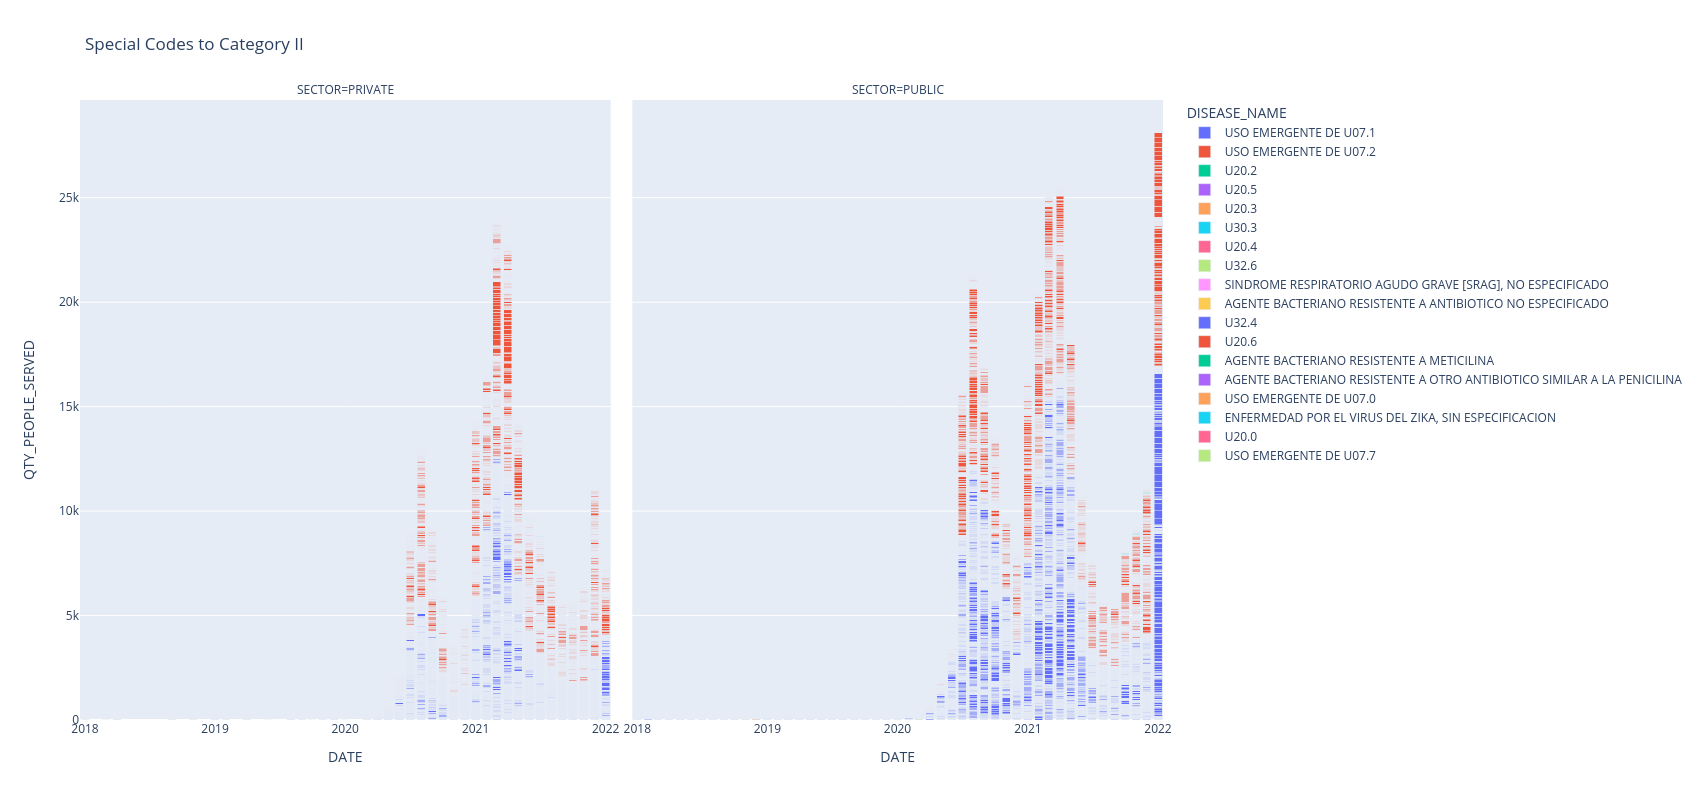 Special Codes to Category II
SECTOR=PRIVATE
SECTOR=PUBLIC
QTY_PEOPLE_SERVED
25k
20k
15k
10k
5k
0
2018
2019
2020
2021
2022
2018
2019
2020
2021
2022
DATE
DATE
DISEASE_NAME
USO EMERGENTE DE U07.1
USO EMERGENTE DE U07.2
U20.2
U20.5
U20.3
U30.3
U20.4
U32.6
SINDROME RESPIRATORIO AGUDO GRAVE [SRAG], NO ESPECIFICADO
AGENTE BACTERIANO RESISTENTE A ANTIBIOTICO NO ESPECIFICADO
U32.4
U20.6
AGENTE BACTERIANO RESISTENTE A METICILINA
AGENTE BACTERIANO RESISTENTE A OTRO ANTIBIOTICO SIMILAR A LA PENICILINA
USO EMERGENTE DE U07.0
ENFERMEDAD POR EL VIRUS DEL ZIKA, SIN ESPECIFICACION
U20.0
USO EMERGENTE DE U07.7